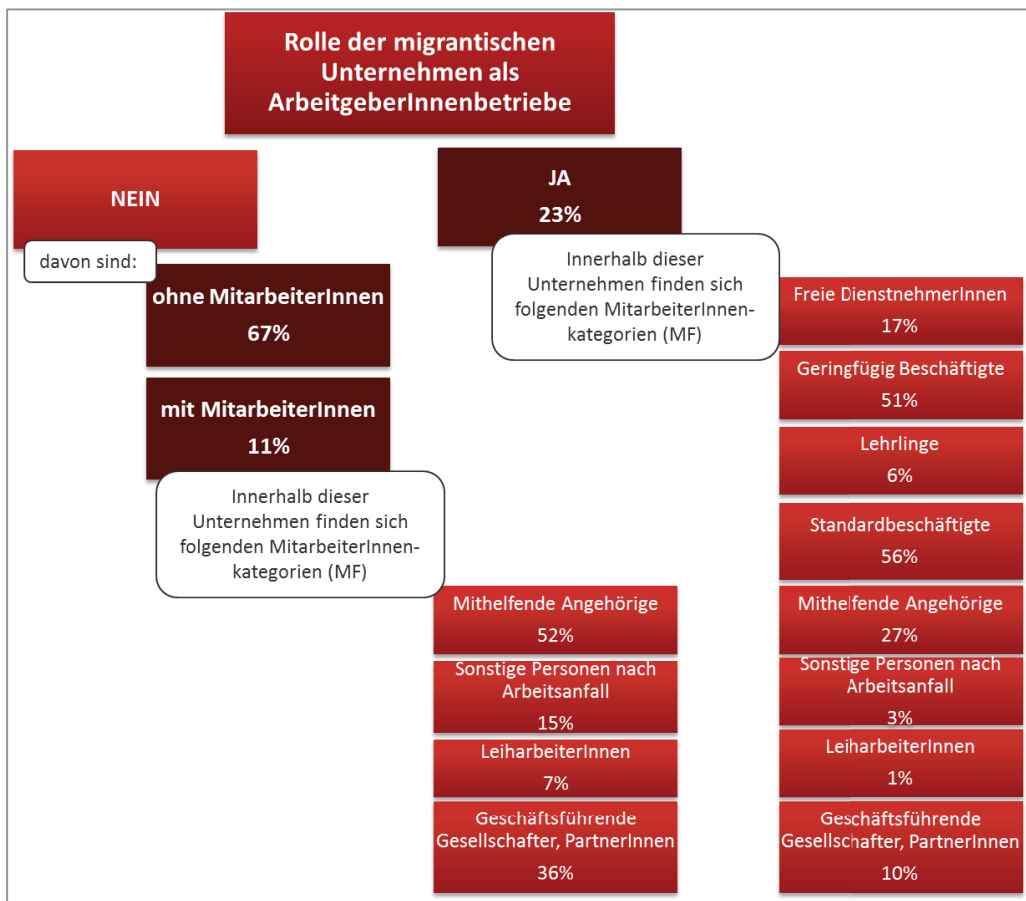 Rolle der migrantischen
Unternehmen als
ArbeitgeberInnenbetriebe
NEIN
davon sind:
ohne MitarbeiterInnen
67%
mit MitarbeiterInnen
11%
Innerhalb dieser
Unternehmen finden sich
folgenden MitarbeiterInnen-
kategorien (MF)
Mithelfende Angehörige
52%
Sonstige Personen nach
Arbeitsanfall
15%
LeiharbeiterInnen
7%
Geschäftsführende
Gesellschafter, PartnerInnen
36%
JA
23%
Innerhalb dieser
Unternehmen finden sich
folgenden MitarbeiterInnen-
kategorien (MF)
Freie DienstnehmerInnen
17%
Geringfügig Beschäftigte
51%
Lehrlinge
6%
Standardbeschäftigte
56%
Mithelfende Angehörige
27%
Sonstige Personen nach
Arbeitsanfall
3%
LeiharbeiterInnen
1%
Geschäftsführende
Gesellschafter, PartnerInnen
10%